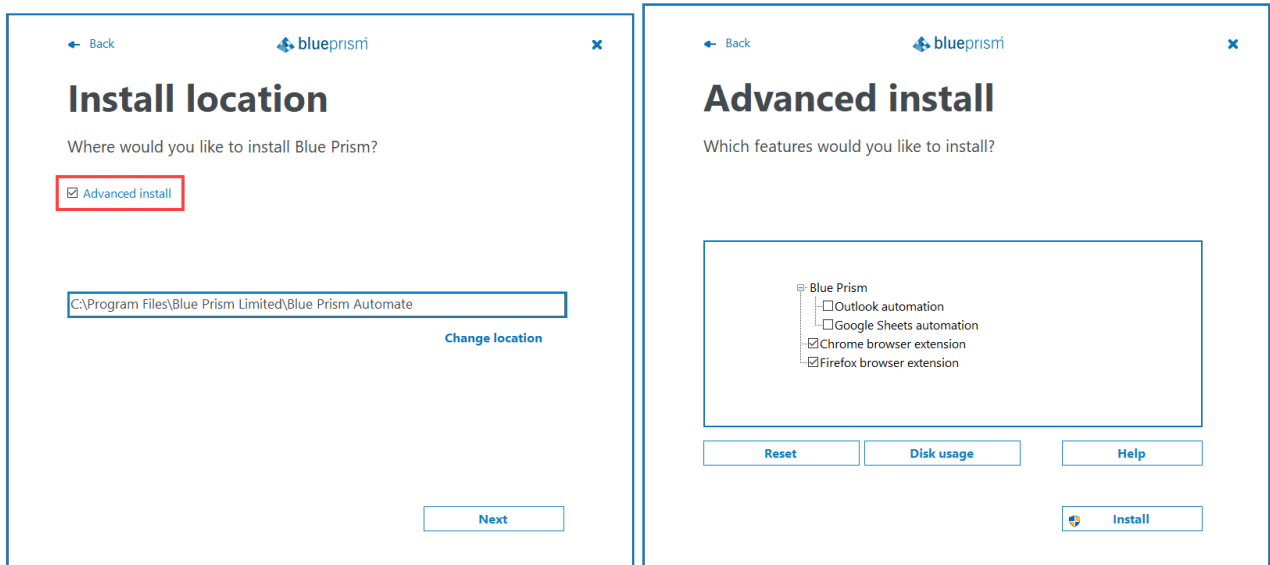 Back
blueprism
Install location
Where would you like to install Blue Prism?
Advanced install
C:\Program Files\Blue Prism Limited\Blue Prism Automate
Change location
Next
Back
blueprism
Advanced install
Which features would you like to install?
Blue Prism
Outlook automation
Google Sheets automation
Chrome browser extension
Firefox browser extension
Reset
Disk usage
Help
Install